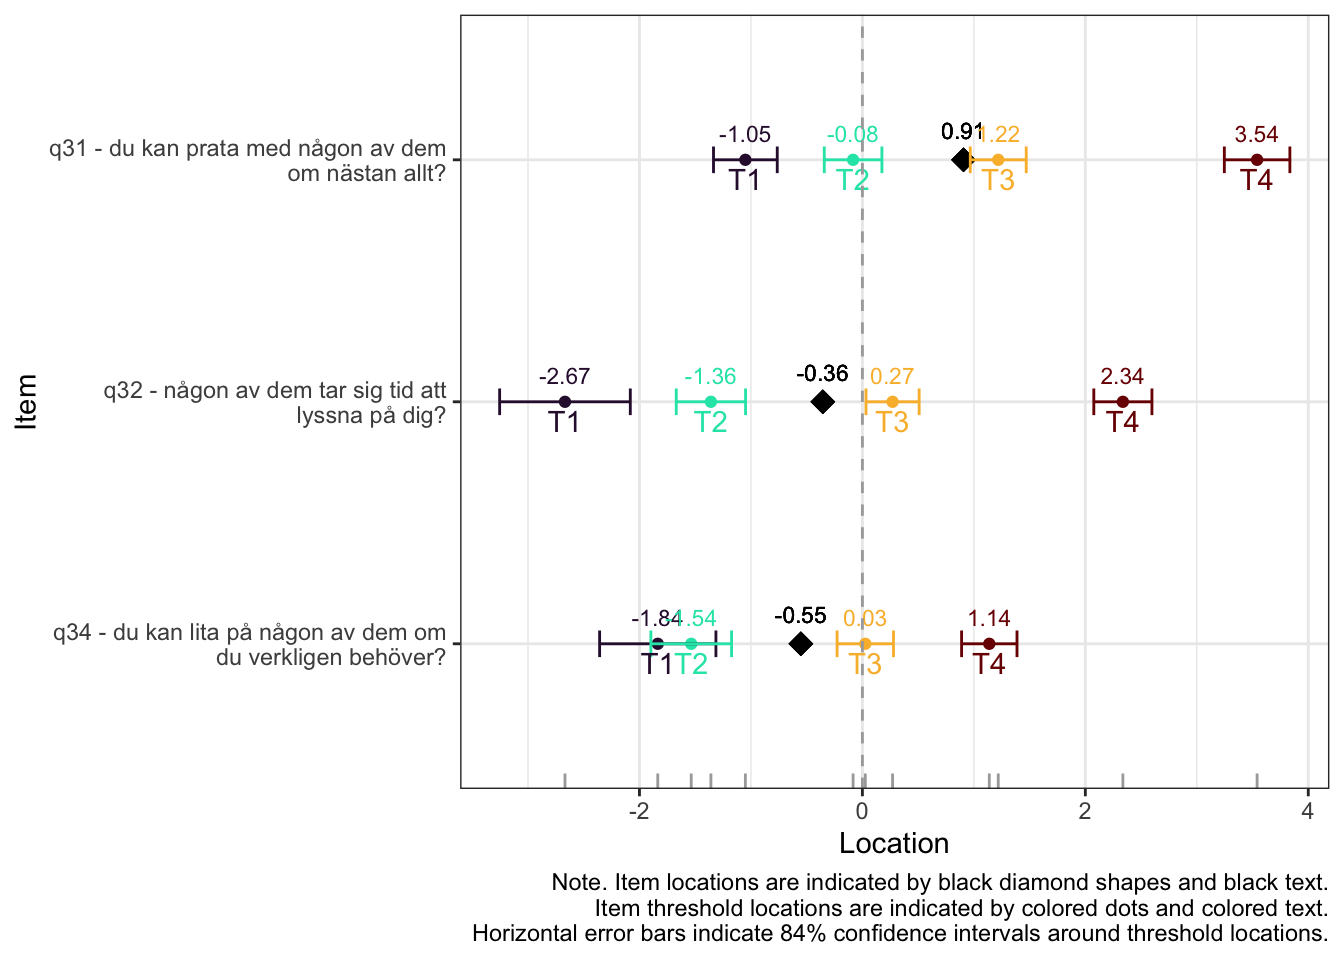 q31 - du kan prata med någon av dem
om nästan allt?
-1.05 -0.08 0.91 1.22 3.54
T1 T2 T3 T4
q32 - någon av dem tar sig tid att
lyssna på dig?
-2.67 -1.36 -0.36 0.27 2.34
T1 T2 T3 T4
q34 - du kan lita på någon av dem om
du verkligen behöver?
-1.84 -1.54 -0.55 0.03 1.14
T1 T2 T3 T4
Item
-2 0 2 4
Location
Note. Item locations are indicated by black diamond shapes and black text.
Item threshold locations are indicated by colored dots and colored text.
Horizontal error bars indicate 84% confidence intervals around threshold locations.